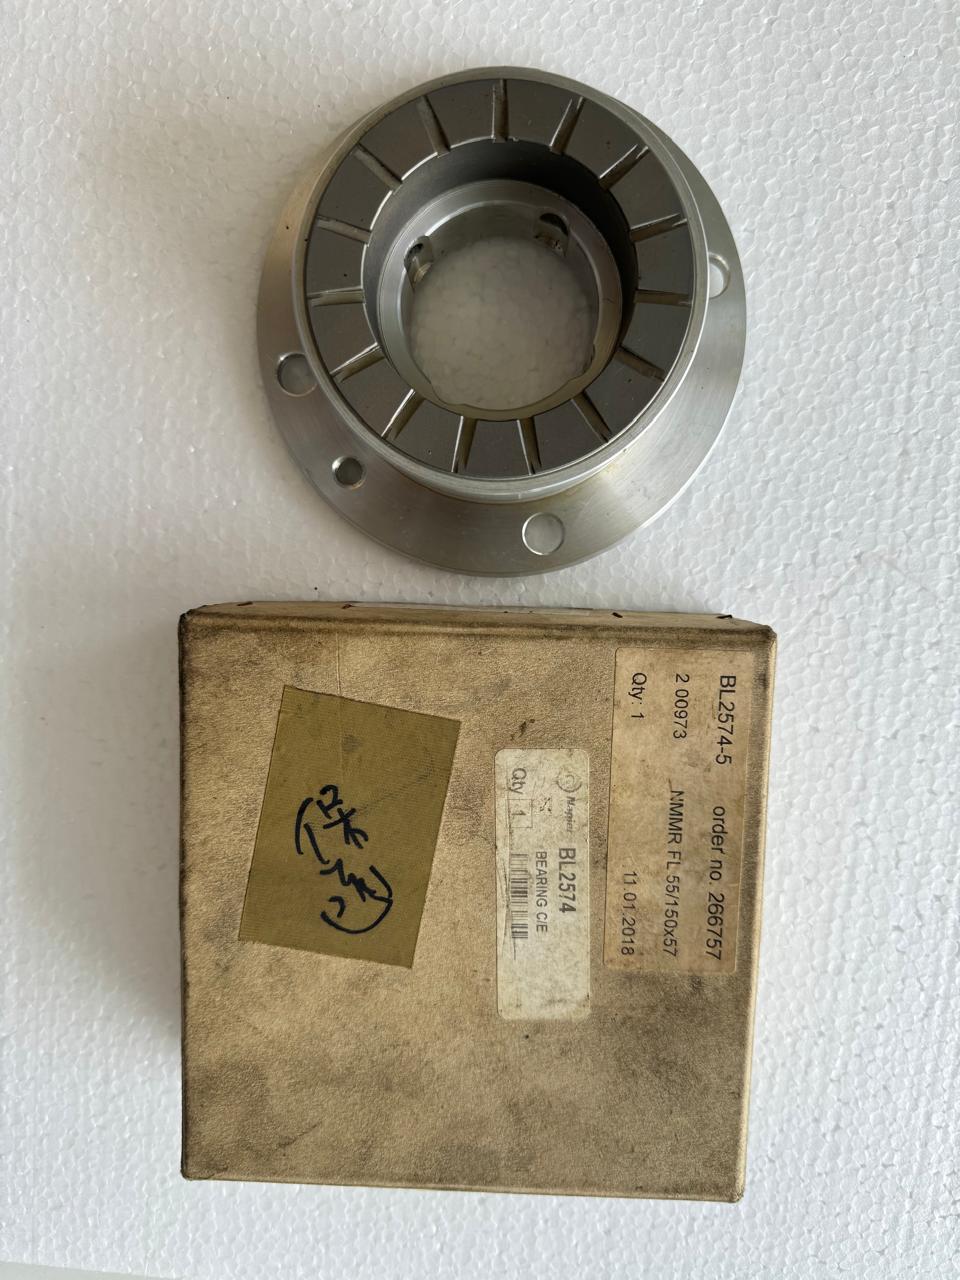 BL2574-5 order no. 266757
2 00973 NMMR FL 55/150x57
Qty: 1 11.01.2018
Napier BL2574
BEARING C/E
Qty 1